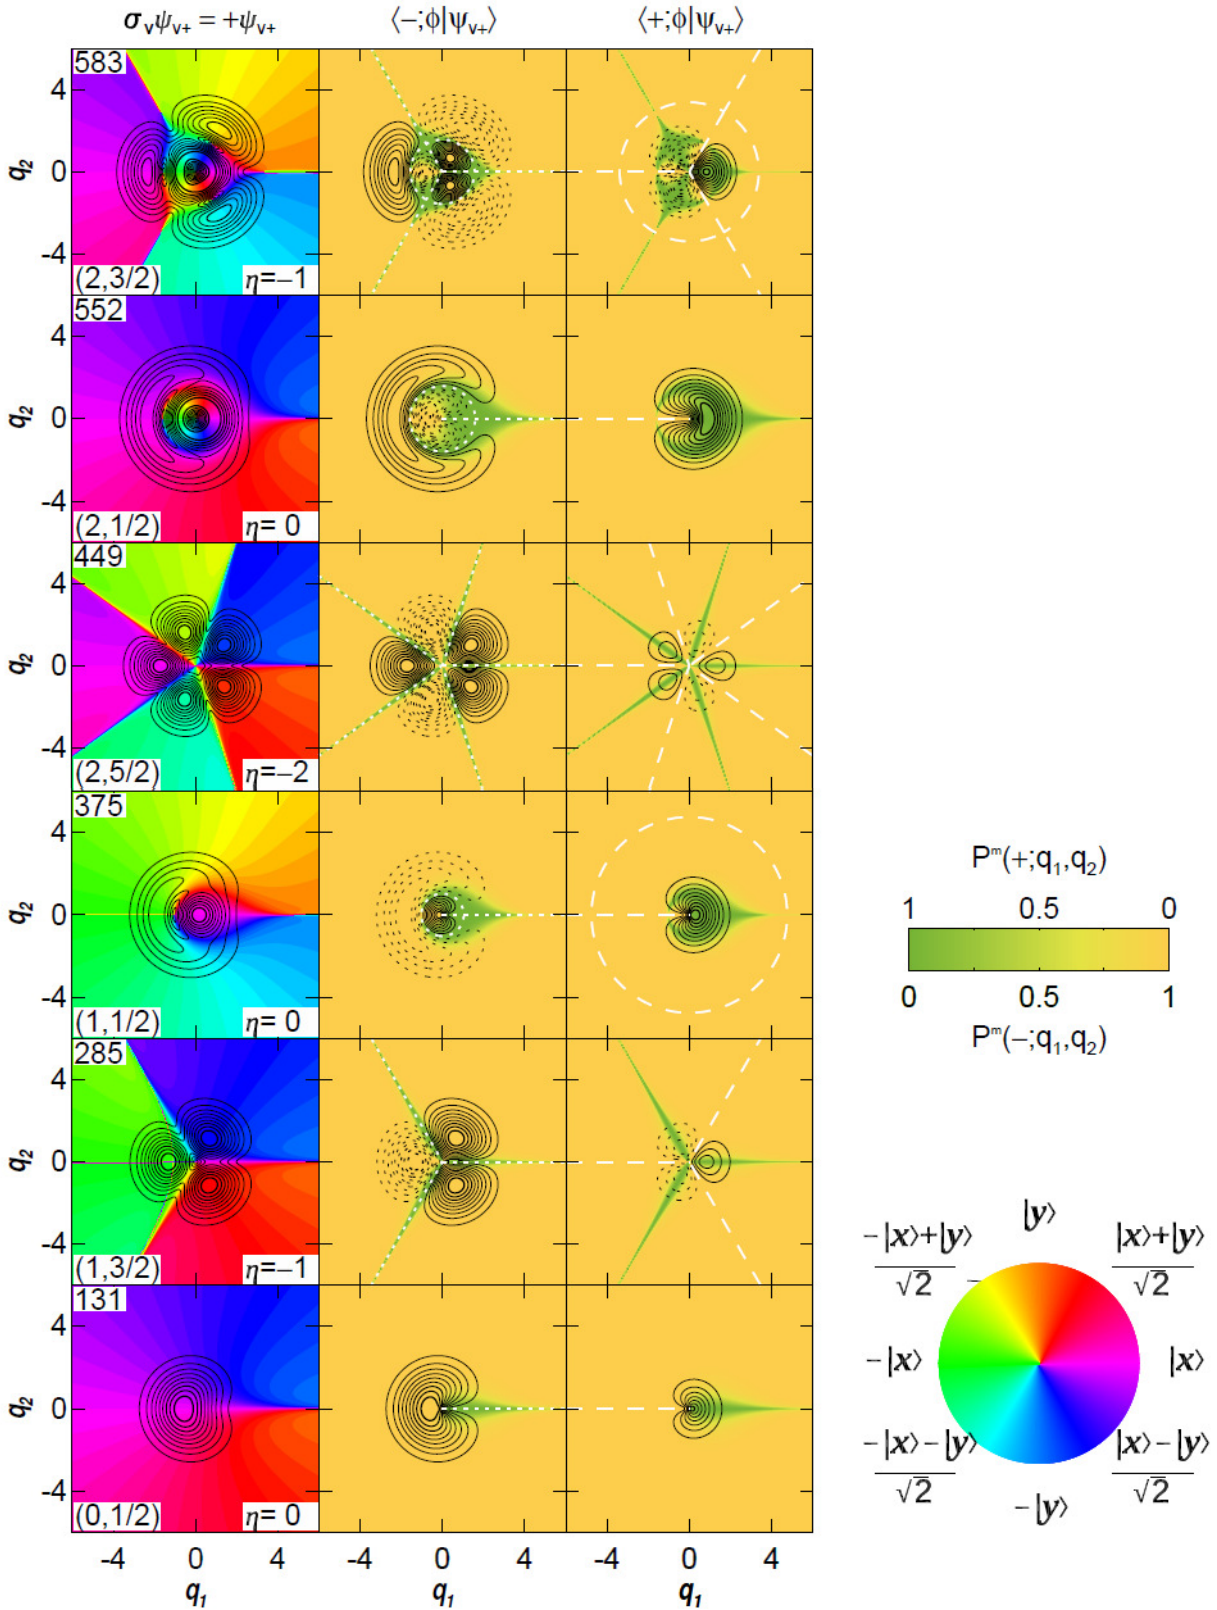 σᵥψᵥ₊ = +ψᵥ₊
⟨−;ϕ|ψᵥ₊⟩
⟨+;ϕ|ψᵥ₊⟩
583
4
q₂ 0
-4
(2,3/2)
η=−1
552
4
q₂ 0
-4
(2,1/2)
η= 0
449
4
q₂ 0
-4
(2,5/2)
η=−2
375
4
q₂ 0
-4
(1,1/2)
η= 0
285
4
q₂ 0
-4
(1,3/2)
η=−1
131
4
q₂ 0
-4
(0,1/2)
η= 0
-4 0 4 -4 0 4 -4 0 4
q₁ q₁ q₁
Pᵐ(+;q₁,q₂)
1 0.5 0
0 0.5 1
Pᵐ(−;q₁,q₂)
|y⟩
−|x⟩+|y⟩
√2
|x⟩+|y⟩
√2
−|x⟩
|x⟩
−|x⟩−|y⟩
√2
|x⟩−|y⟩
√2
−|y⟩